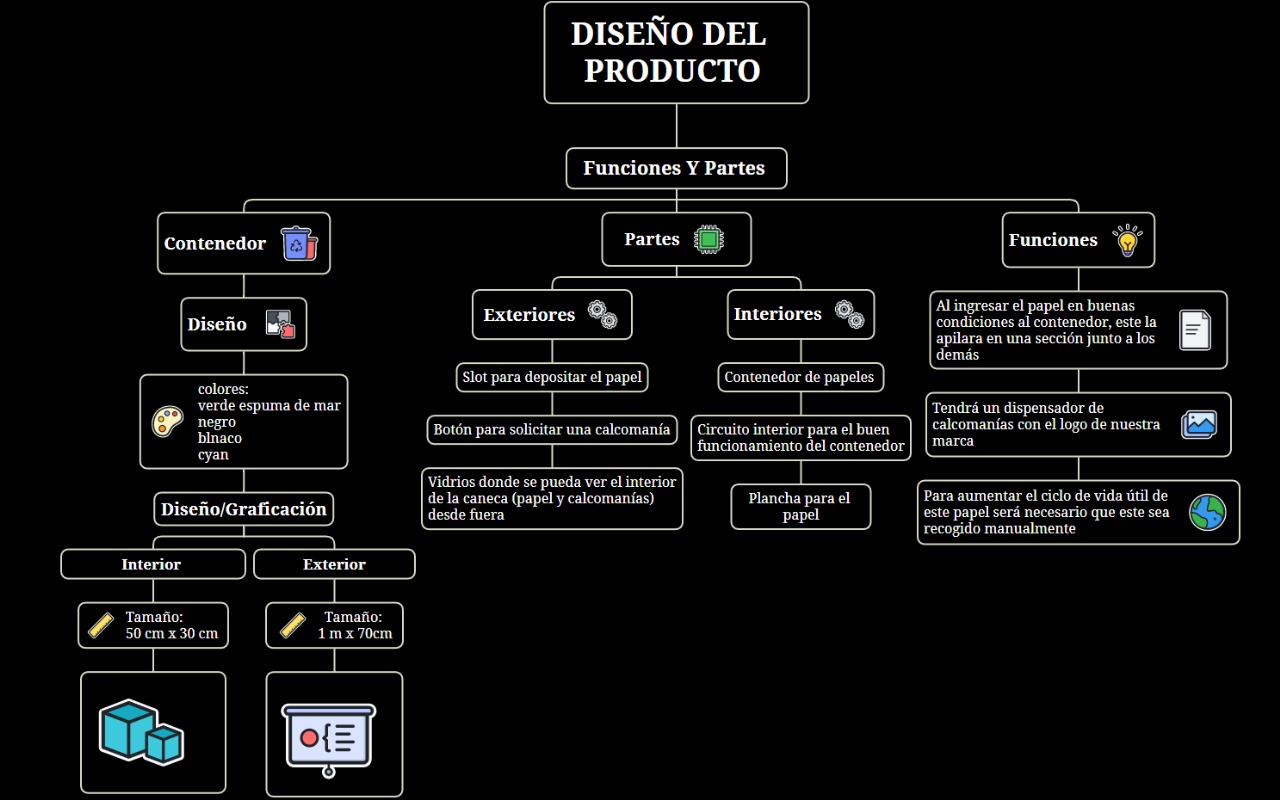 DISEÑO DEL
PRODUCTO
Funciones Y Partes
Contenedor
Diseño
colores:
verde espuma de mar
negro
blnaco
cyan
Diseño/Graficación
Interior
Tamaño:
50 cm x 30 cm
Exterior
Tamaño:
1 m x 70cm
Partes
Exteriores
Slot para depositar el papel
Botón para solicitar una calcomanía
Vidrios donde se pueda ver el interior
de la caneca (papel y calcomanías)
desde fuera
Interiores
Contenedor de papeles
Circuito interior para el buen
funcionamiento del contenedor
Plancha para el
papel
Funciones
Al ingresar el papel en buenas
condiciones al contenedor, este la
apilara en una sección junto a los
demás
Tendrá un dispensador de
calcomanías con el logo de nuestra
marca
Para aumentar el ciclo de vida útil de
este papel será necesario que este sea
recogido manualmente